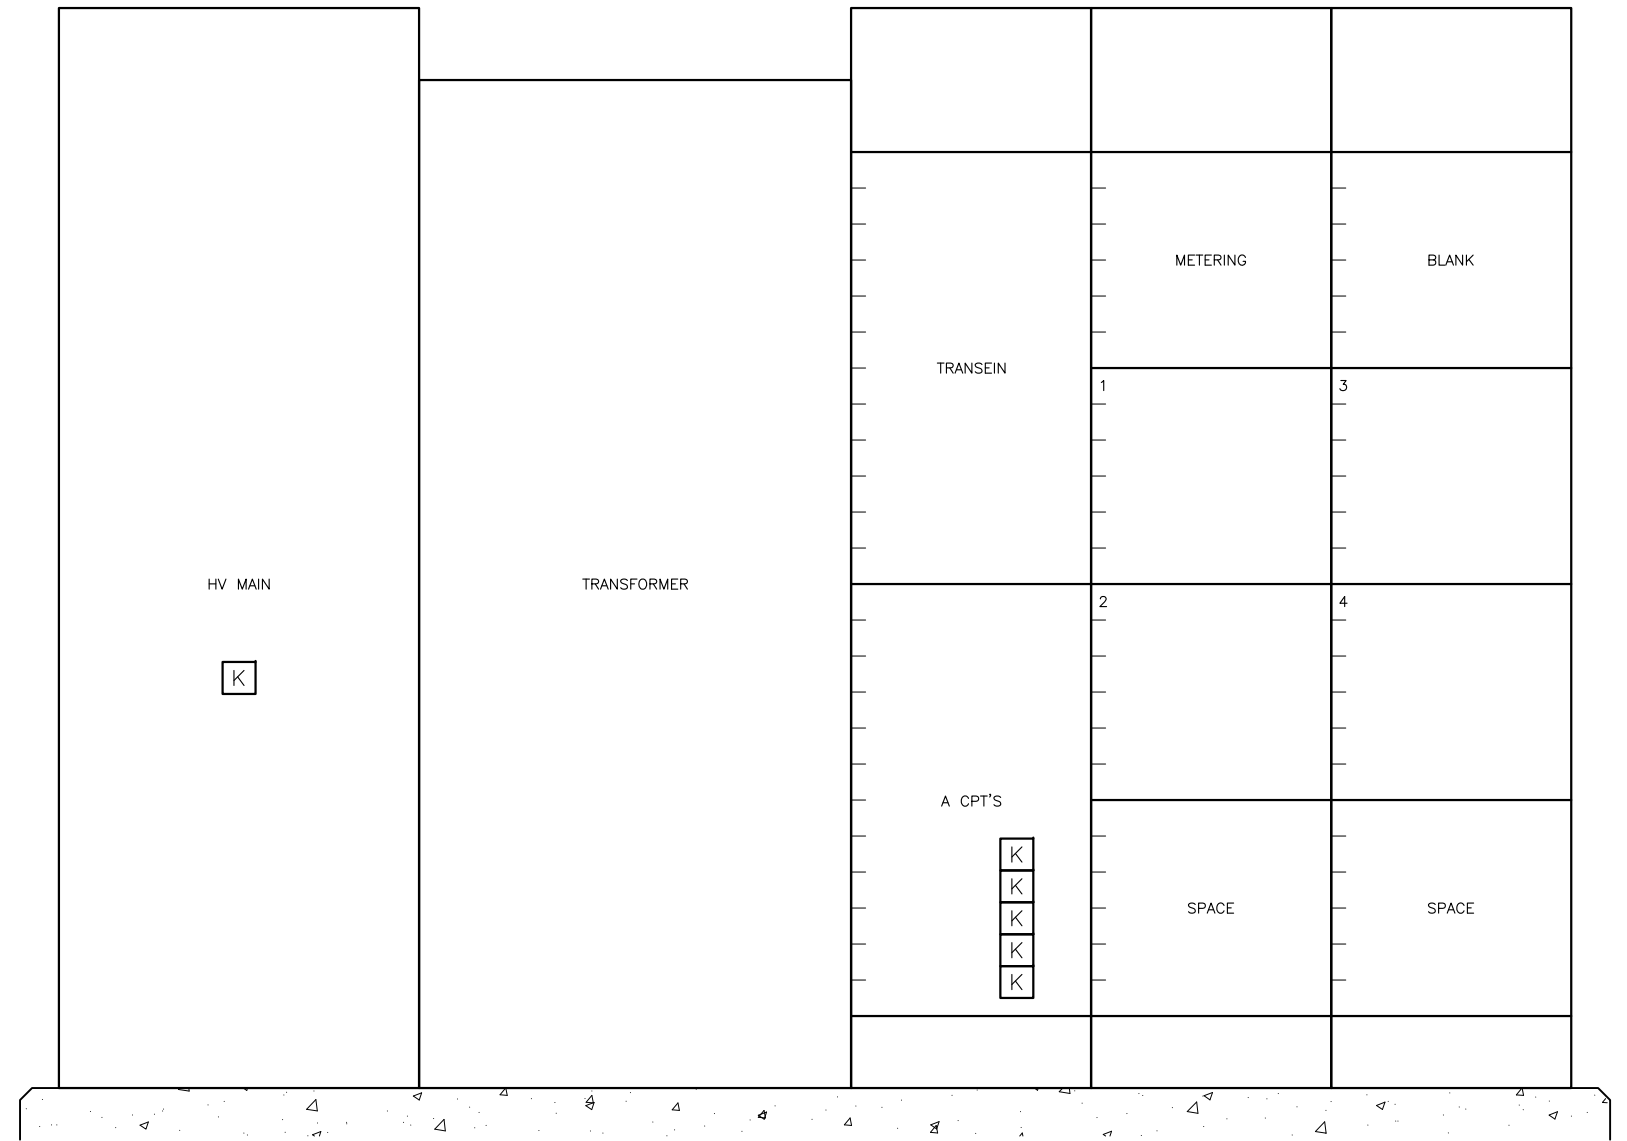 METERING
BLANK
TRANSEIN
1
3
HV MAIN
TRANSFORMER
2
4
K
A CPT'S
K
K
K
K
K
SPACE
SPACE